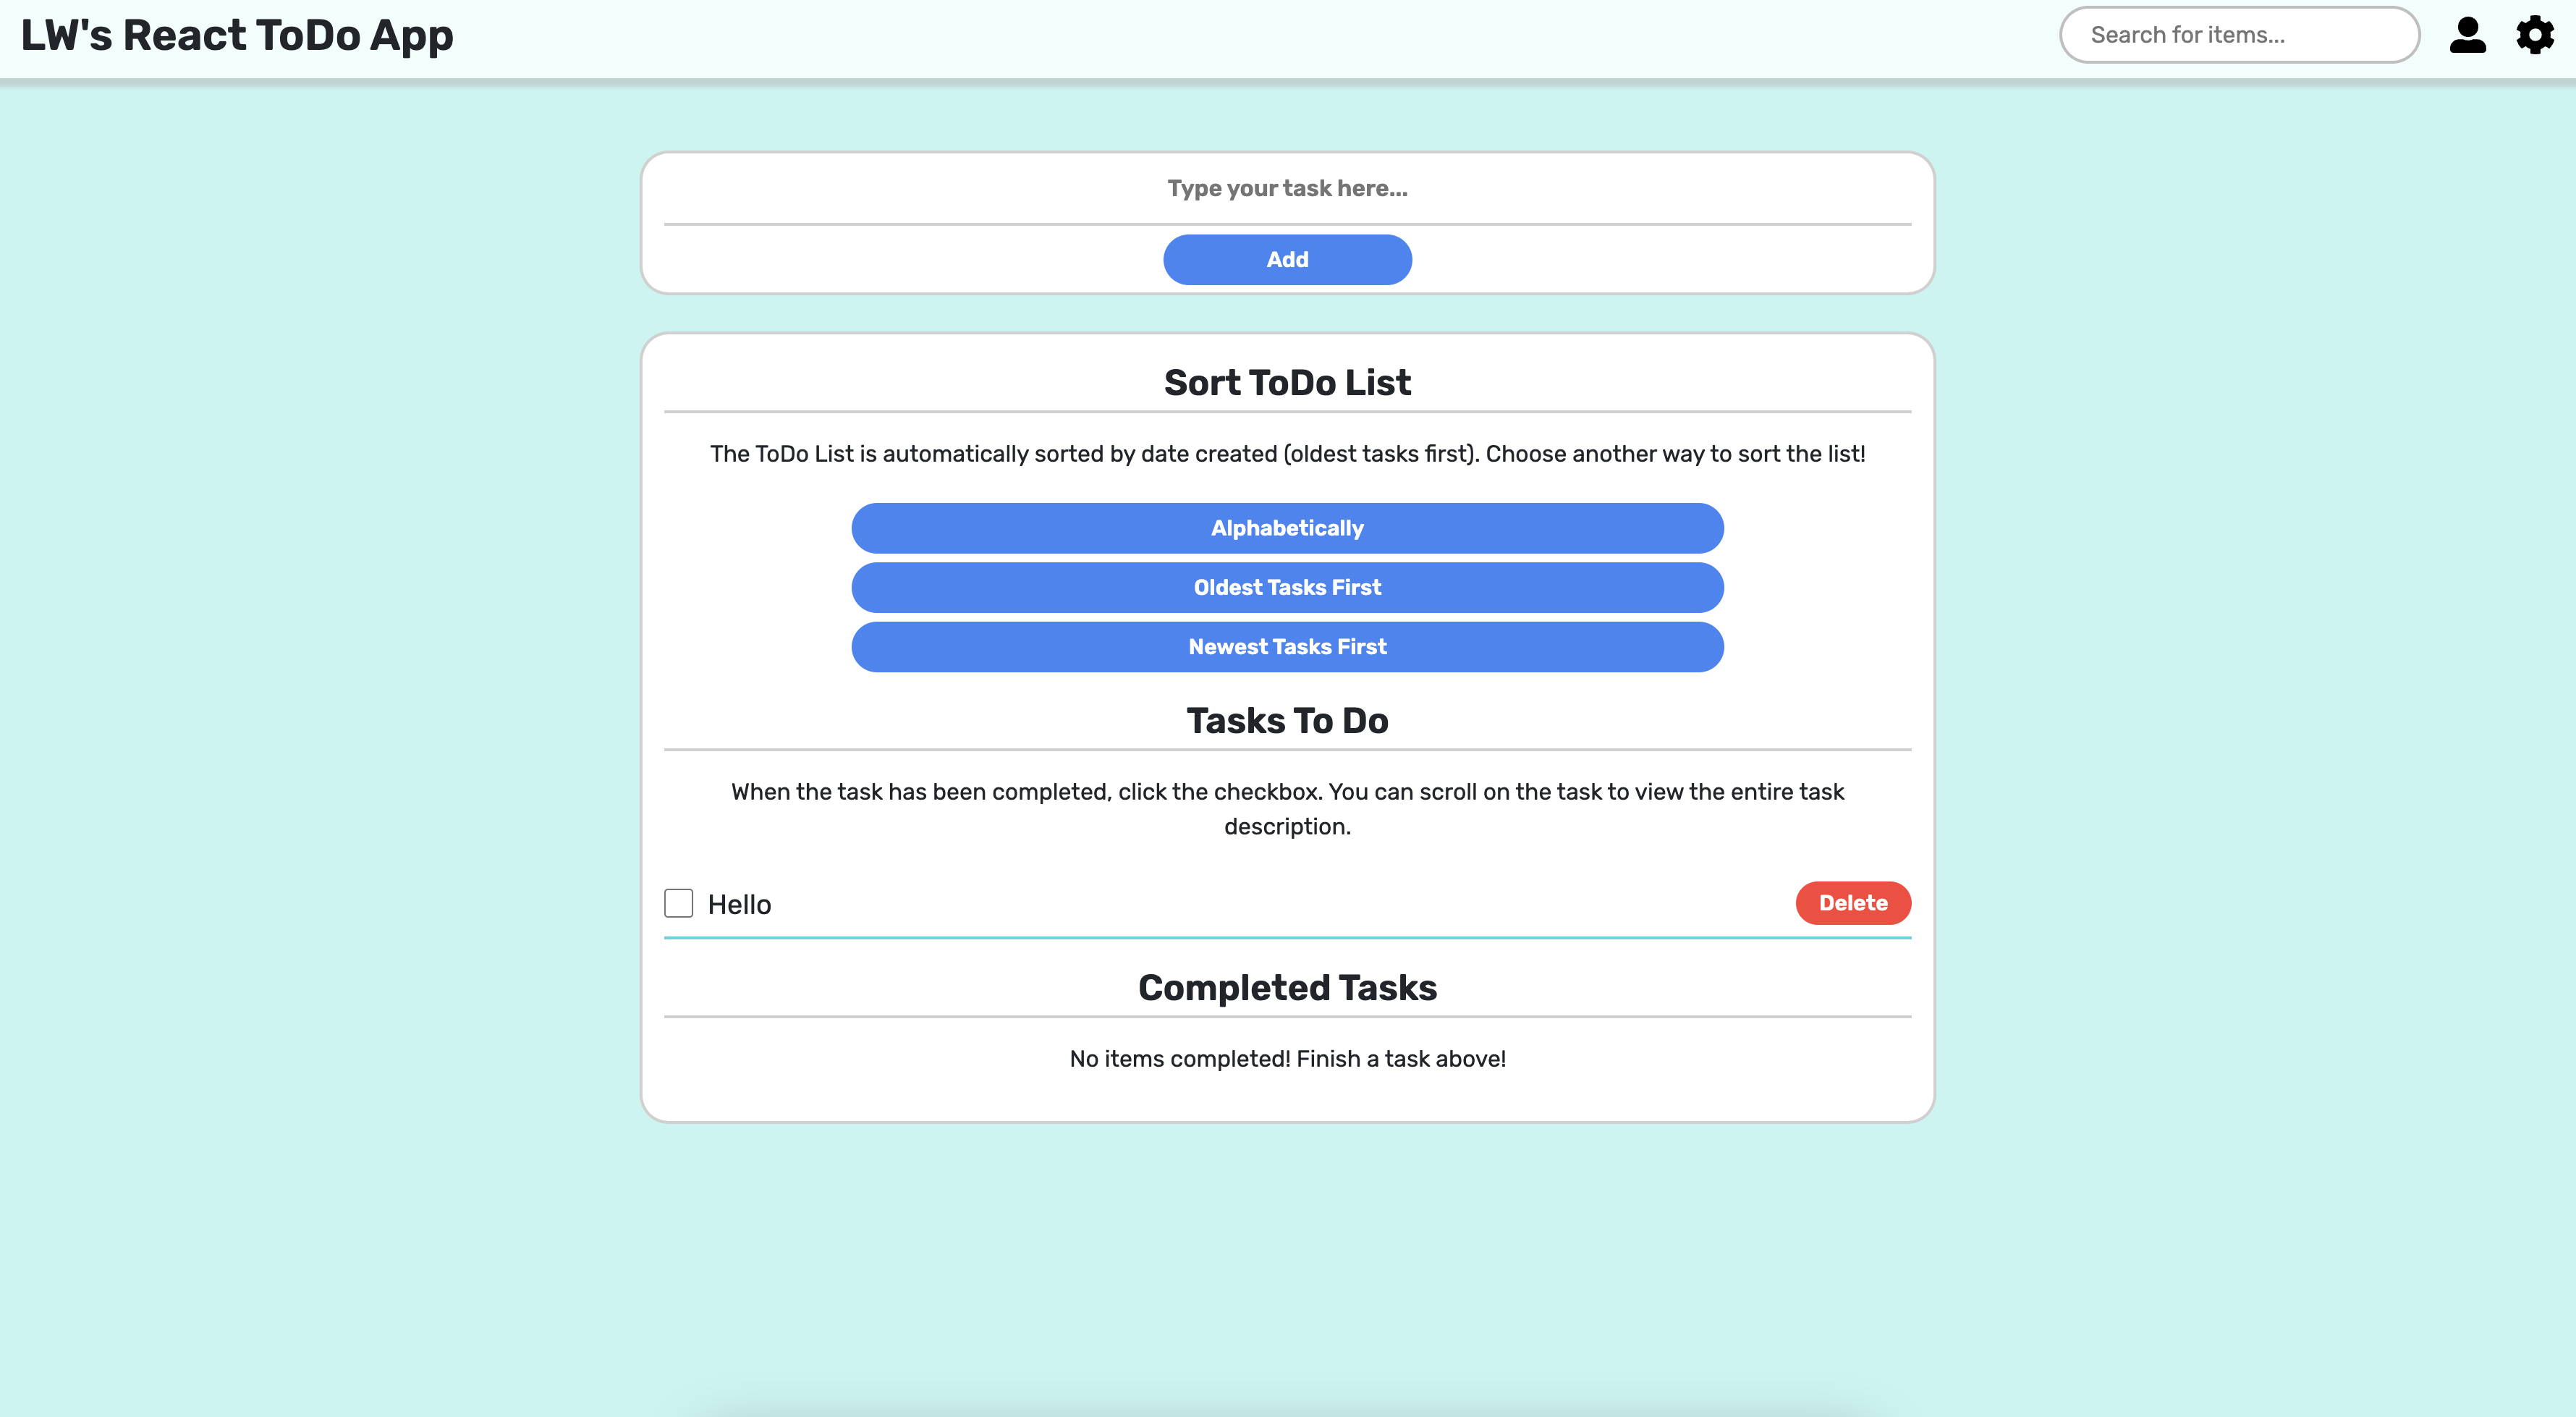 LW's React ToDo App
Search for items...
Type your task here...
Add
Sort ToDo List
The ToDo List is automatically sorted by date created (oldest tasks first). Choose another way to sort the list!
Alphabetically
Oldest Tasks First
Newest Tasks First
Tasks To Do
When the task has been completed, click the checkbox. You can scroll on the task to view the entire task
description.
Hello
Delete
Completed Tasks
No items completed! Finish a task above!